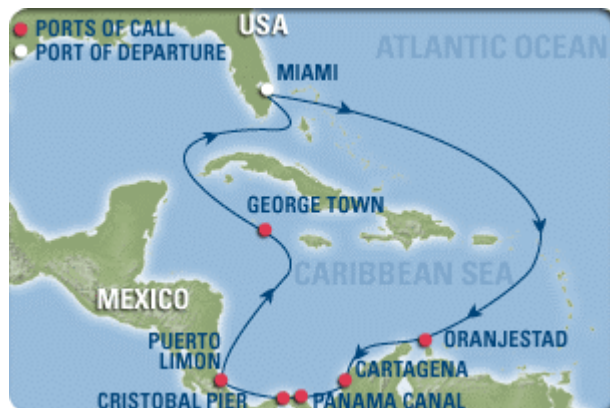 PORTS OF CALL
PORT OF DEPARTURE
USA
ATLANTIC OCEAN
MIAMI
GEORGE TOWN
CARIBBEAN SEA
MEXICO
PUERTO
LIMON
ORANJESTAD
CARTAGENA
CRISTOBAL PIER
PANAMA CANAL